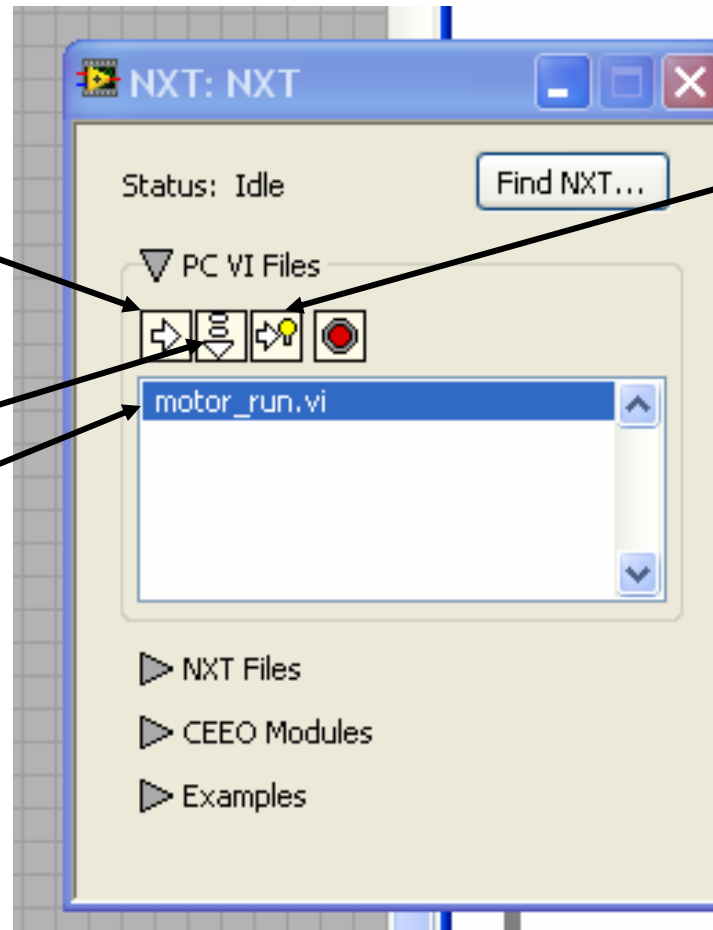 NXT: NXT
Status: Idle
Find NXT...
PC VI Files
motor_run.vi
NXT Files
CEEO Modules
Examples